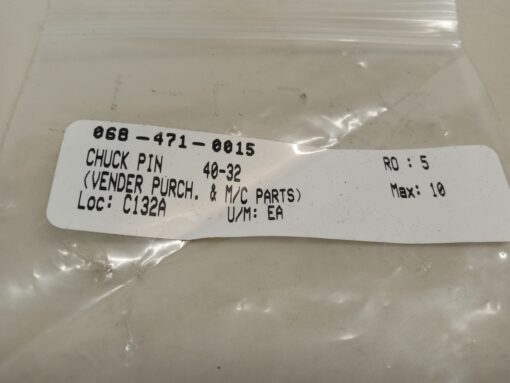 068-471-0015
CHUCK PIN 40-32 RO: 5
(VENDER PURCH. & M/C PARTS) Max: 10
Loc: C132A U/M: EA